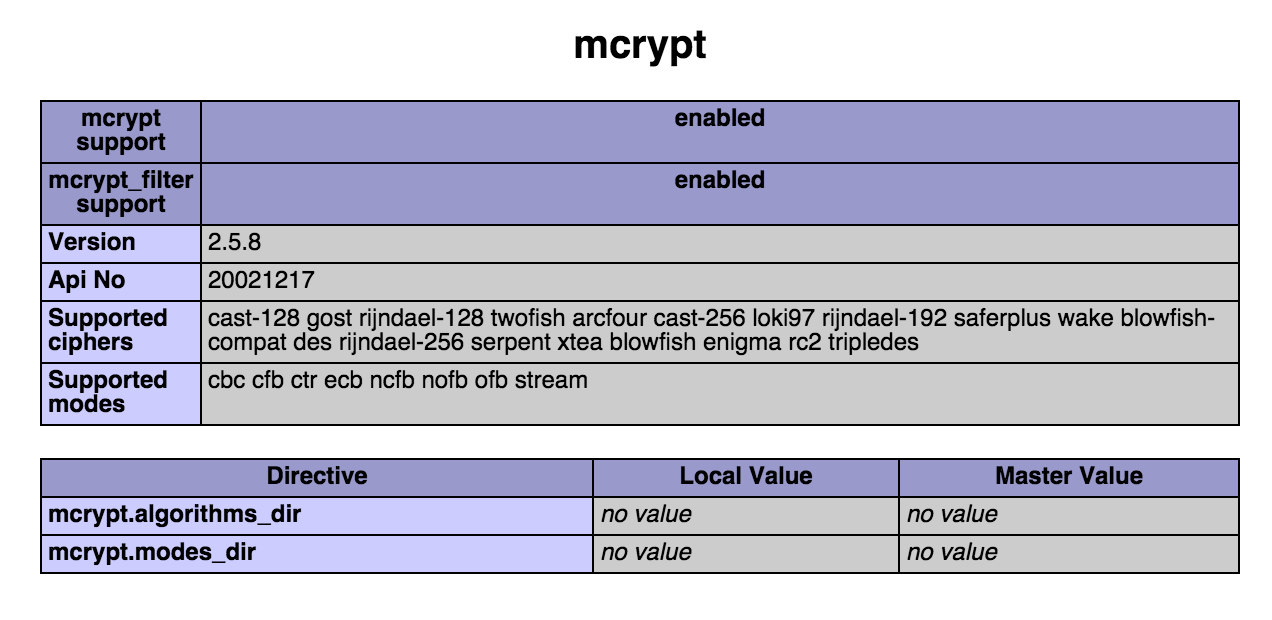 mcrypt
mcrypt
support
enabled
mcrypt_filter
support
enabled
Version
2.5.8
Api No
20021217
Supported
ciphers
cast-128 gost rijndael-128 twofish arcfour cast-256 loki97 rijndael-192 saferplus wake blowfish-
compat des rijndael-256 serpent xtea blowfish enigma rc2 tripledes
Supported
modes
cbc cfb ctr ecb ncfb nofb ofb stream
Directive
Local Value
Master Value
mcrypt.algorithms_dir
no value
no value
mcrypt.modes_dir
no value
no value